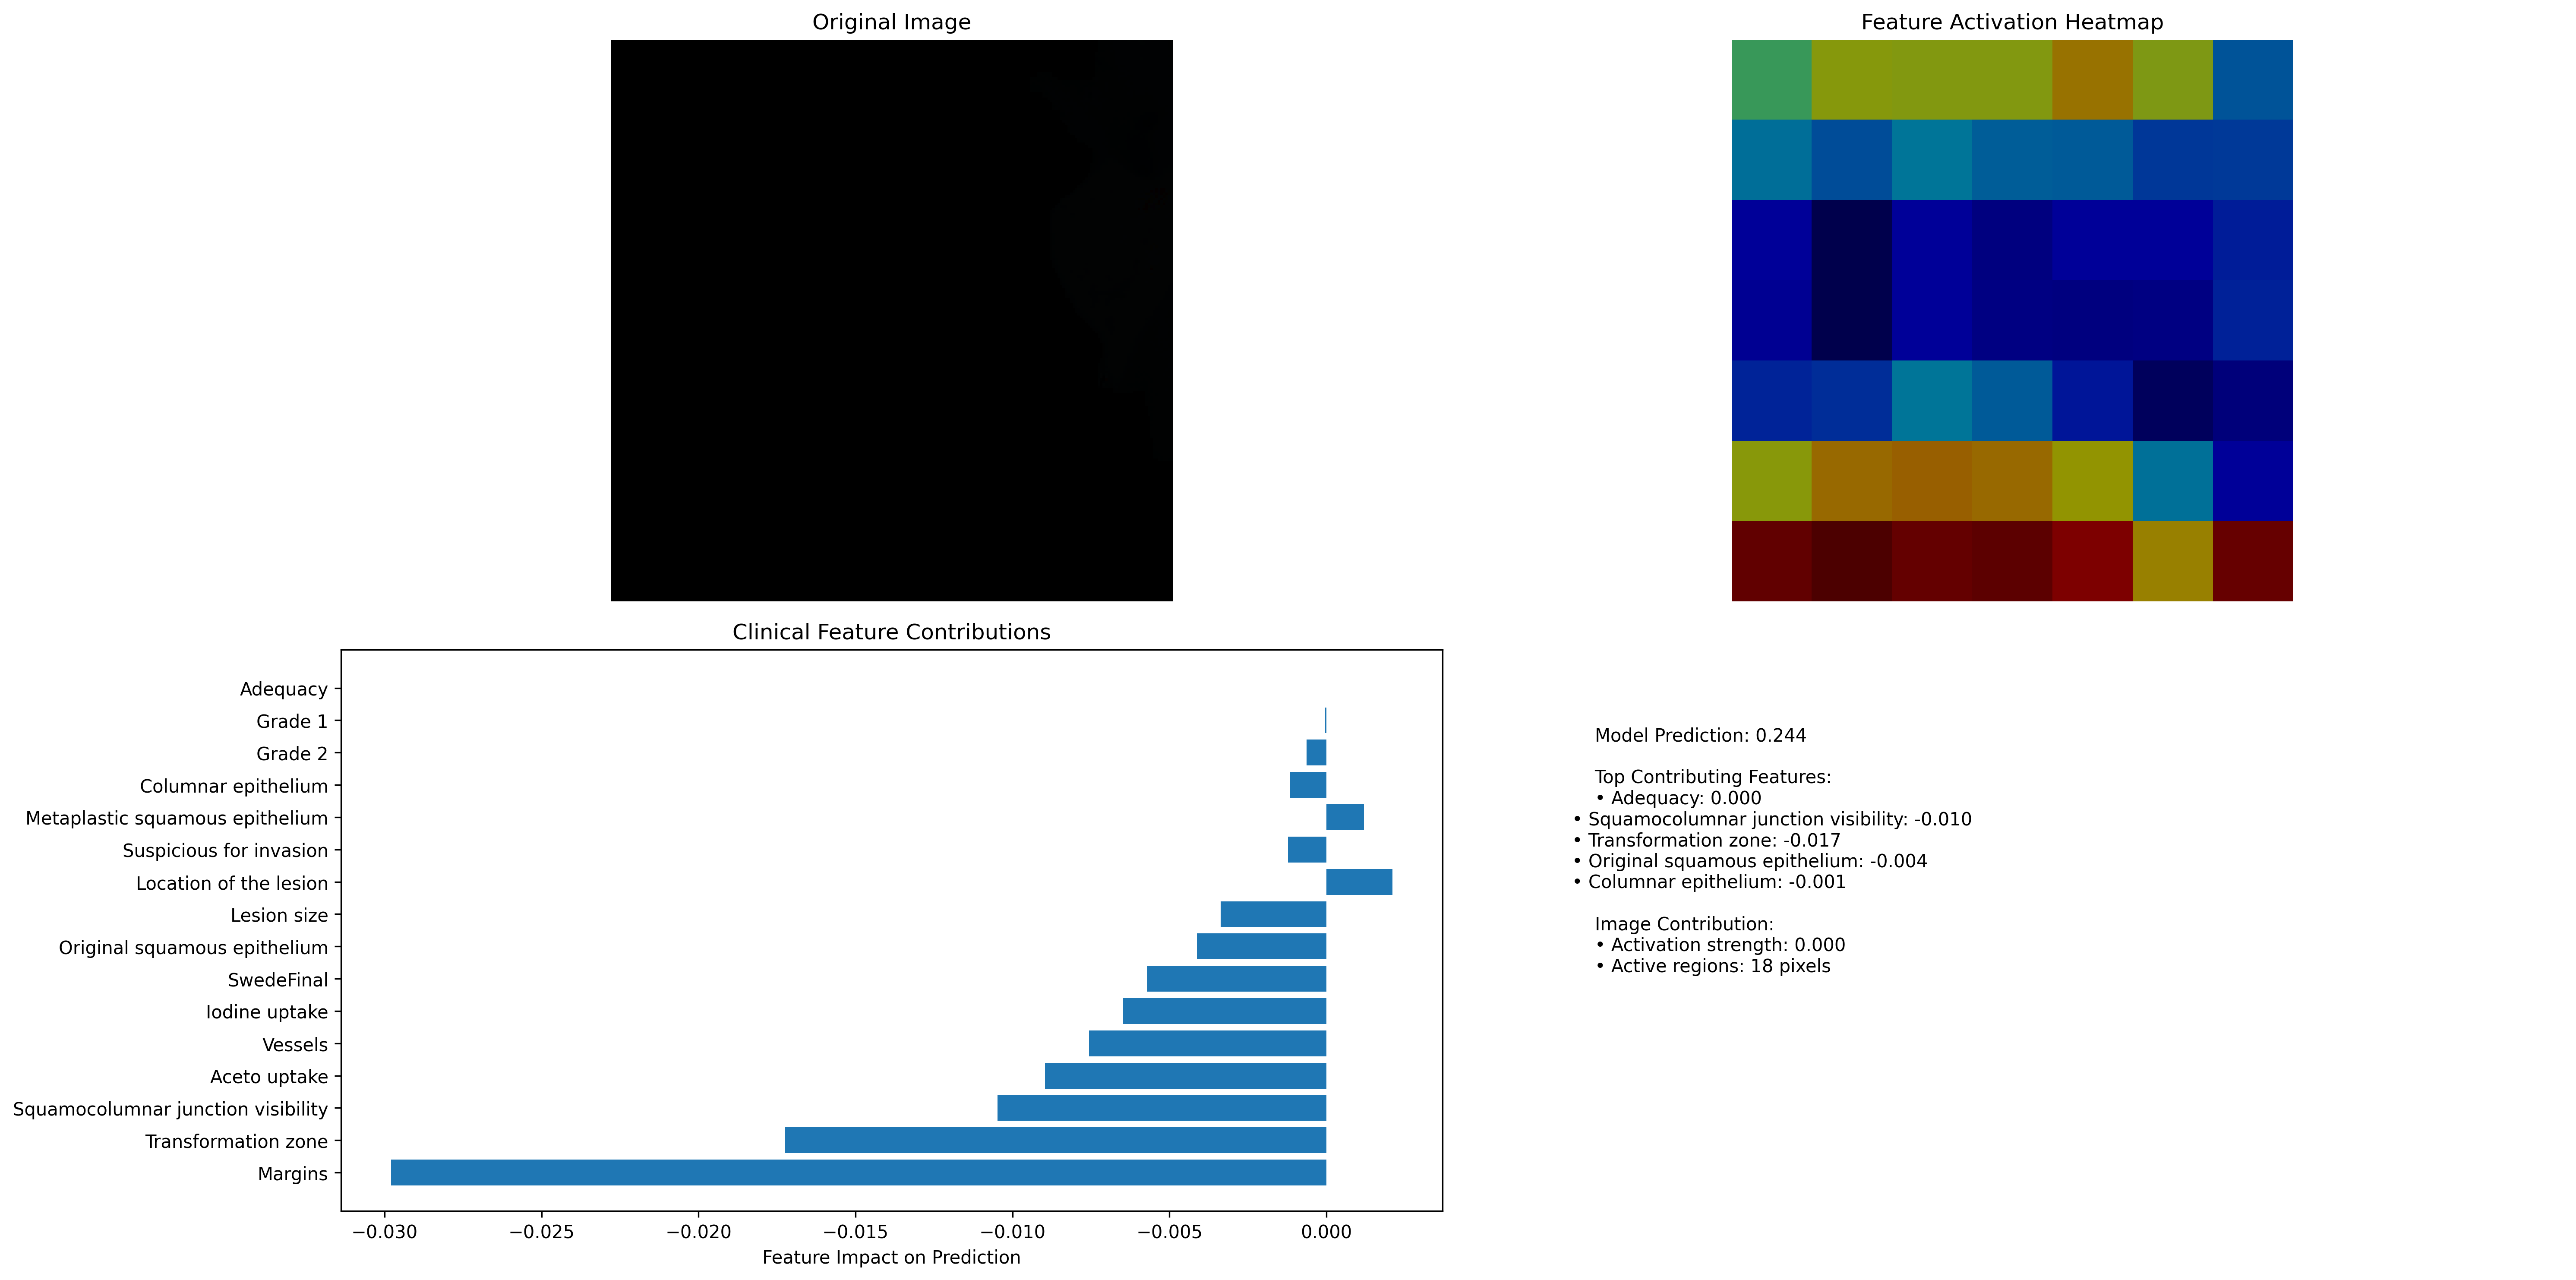 Original Image
Feature Activation Heatmap
Clinical Feature Contributions
Adequacy
Grade 1
Grade 2
Columnar epithelium
Metaplastic squamous epithelium
Suspicious for invasion
Location of the lesion
Lesion size
Original squamous epithelium
SwedeFinal
Iodine uptake
Vessels
Aceto uptake
Squamocolumnar junction visibility
Transformation zone
Margins
−0.030 −0.025 −0.020 −0.015 −0.010 −0.005 0.000
Feature Impact on Prediction
Model Prediction: 0.244
Top Contributing Features:
• Adequacy: 0.000
• Squamocolumnar junction visibility: -0.010
• Transformation zone: -0.017
• Original squamous epithelium: -0.004
• Columnar epithelium: -0.001
Image Contribution:
• Activation strength: 0.000
• Active regions: 18 pixels